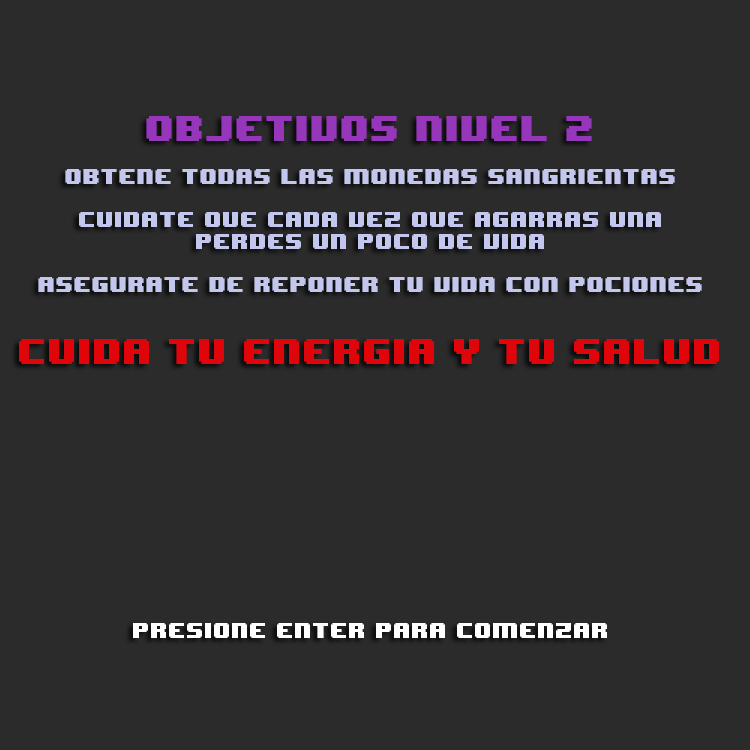 OBJETIVOS NIVEL 2
OBTENE TODAS LAS MONEDAS SANGRIENTAS
CUIDATE QUE CADA VEZ QUE AGARRAS UNA
PERDES UN POCO DE VIDA
ASEGURATE DE REPONER TU VIDA CON POCIONES
CUIDA TU ENERGIA Y TU SALUD
PRESIONE ENTER PARA COMENZAR